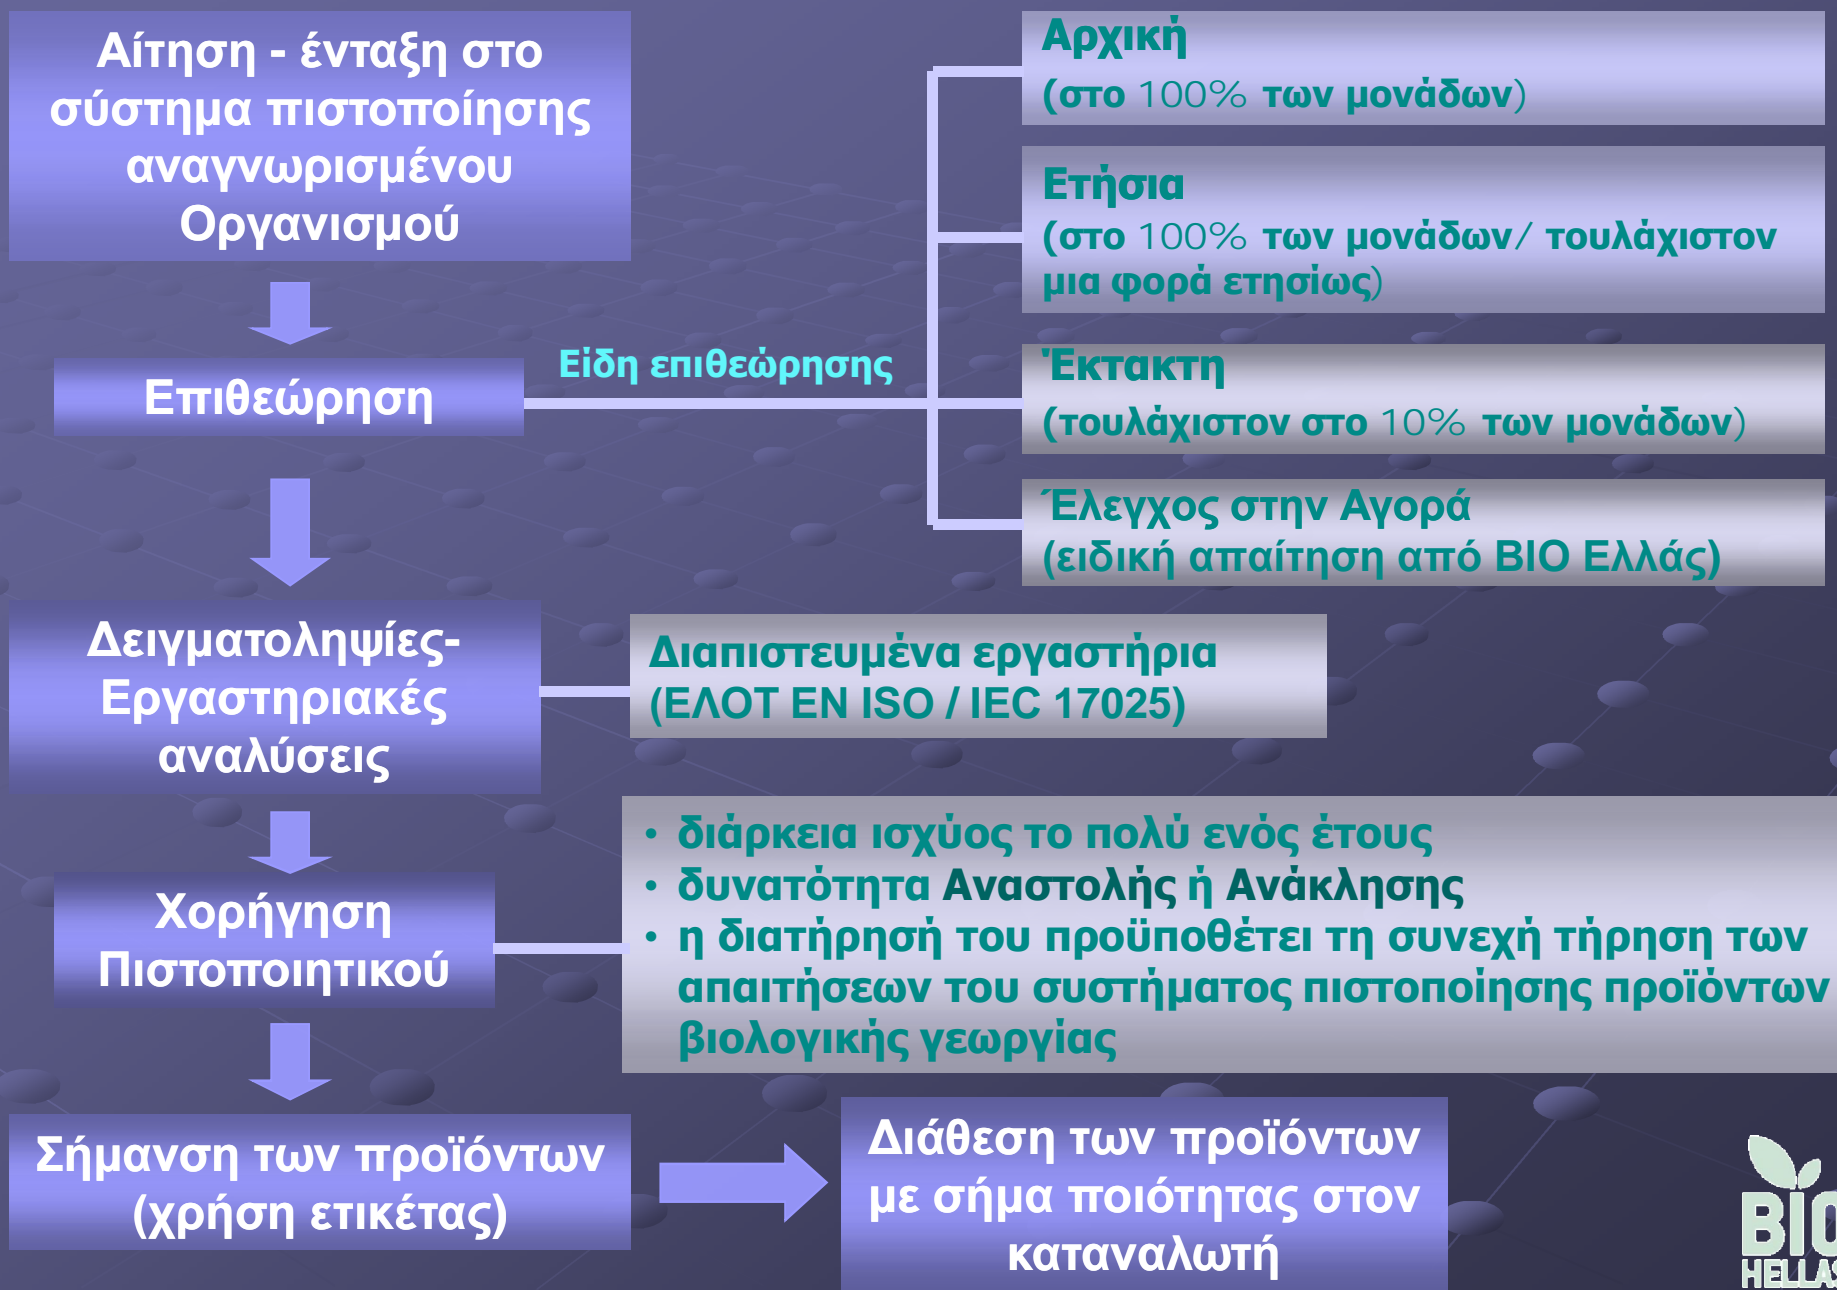 Αίτηση - ένταξη στο
σύστημα πιστοποίησης
αναγνωρισμένου
Οργανισμού
Επιθεώρηση
Είδη επιθεώρησης
Αρχική
(στο 100% των μονάδων)
Ετήσια
(στο 100% των μονάδων/ τουλάχιστον
μια φορά ετησίως)
Έκτακτη
(τουλάχιστον στο 10% των μονάδων)
Έλεγχος στην Αγορά
(ειδική απαίτηση από ΒΙΟ Ελλάς)
Δειγματοληψίες-
Εργαστηριακές
αναλύσεις
Διαπιστευμένα εργαστήρια
(ΕΛΟΤ EN ISO / IEC 17025)
Χορήγηση
Πιστοποιητικού
• διάρκεια ισχύος το πολύ ενός έτους
• δυνατότητα Αναστολής ή Ανάκλησης
• η διατήρησή του προϋποθέτει τη συνεχή τήρηση των
απαιτήσεων του συστήματος πιστοποίησης προϊόντων
βιολογικής γεωργίας
Σήμανση των προϊόντων
(χρήση ετικέτας)
Διάθεση των προϊόντων
με σήμα ποιότητας στον
καταναλωτή
BIO
HELLAS